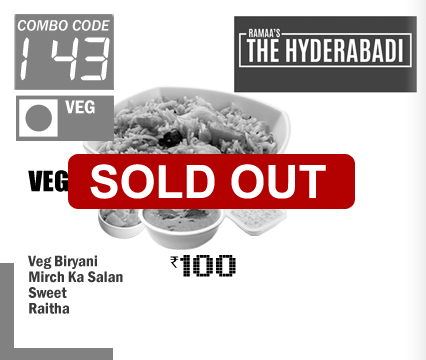 COMBO CODE
143
RAMAA'S
THE HYDERABADI
VEG
VEG
SOLD OUT
Veg Biryani
Mirch Ka Salan
Sweet
Raitha
₹100